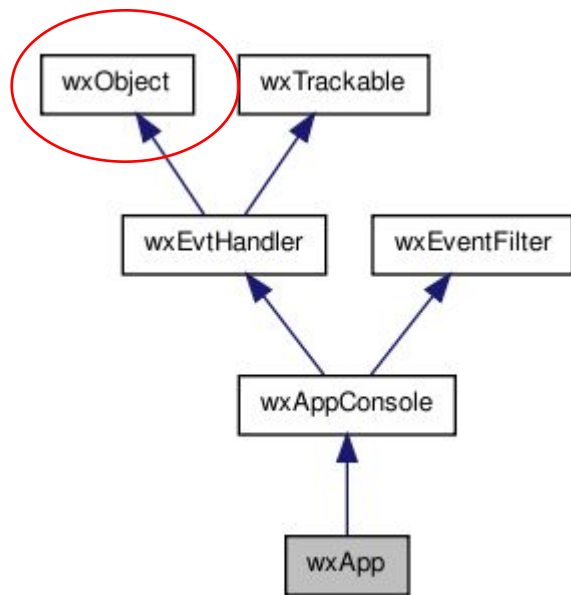 wxObject
wxTrackable
wxEvtHandler
wxEventFilter
wxAppConsole
wxApp